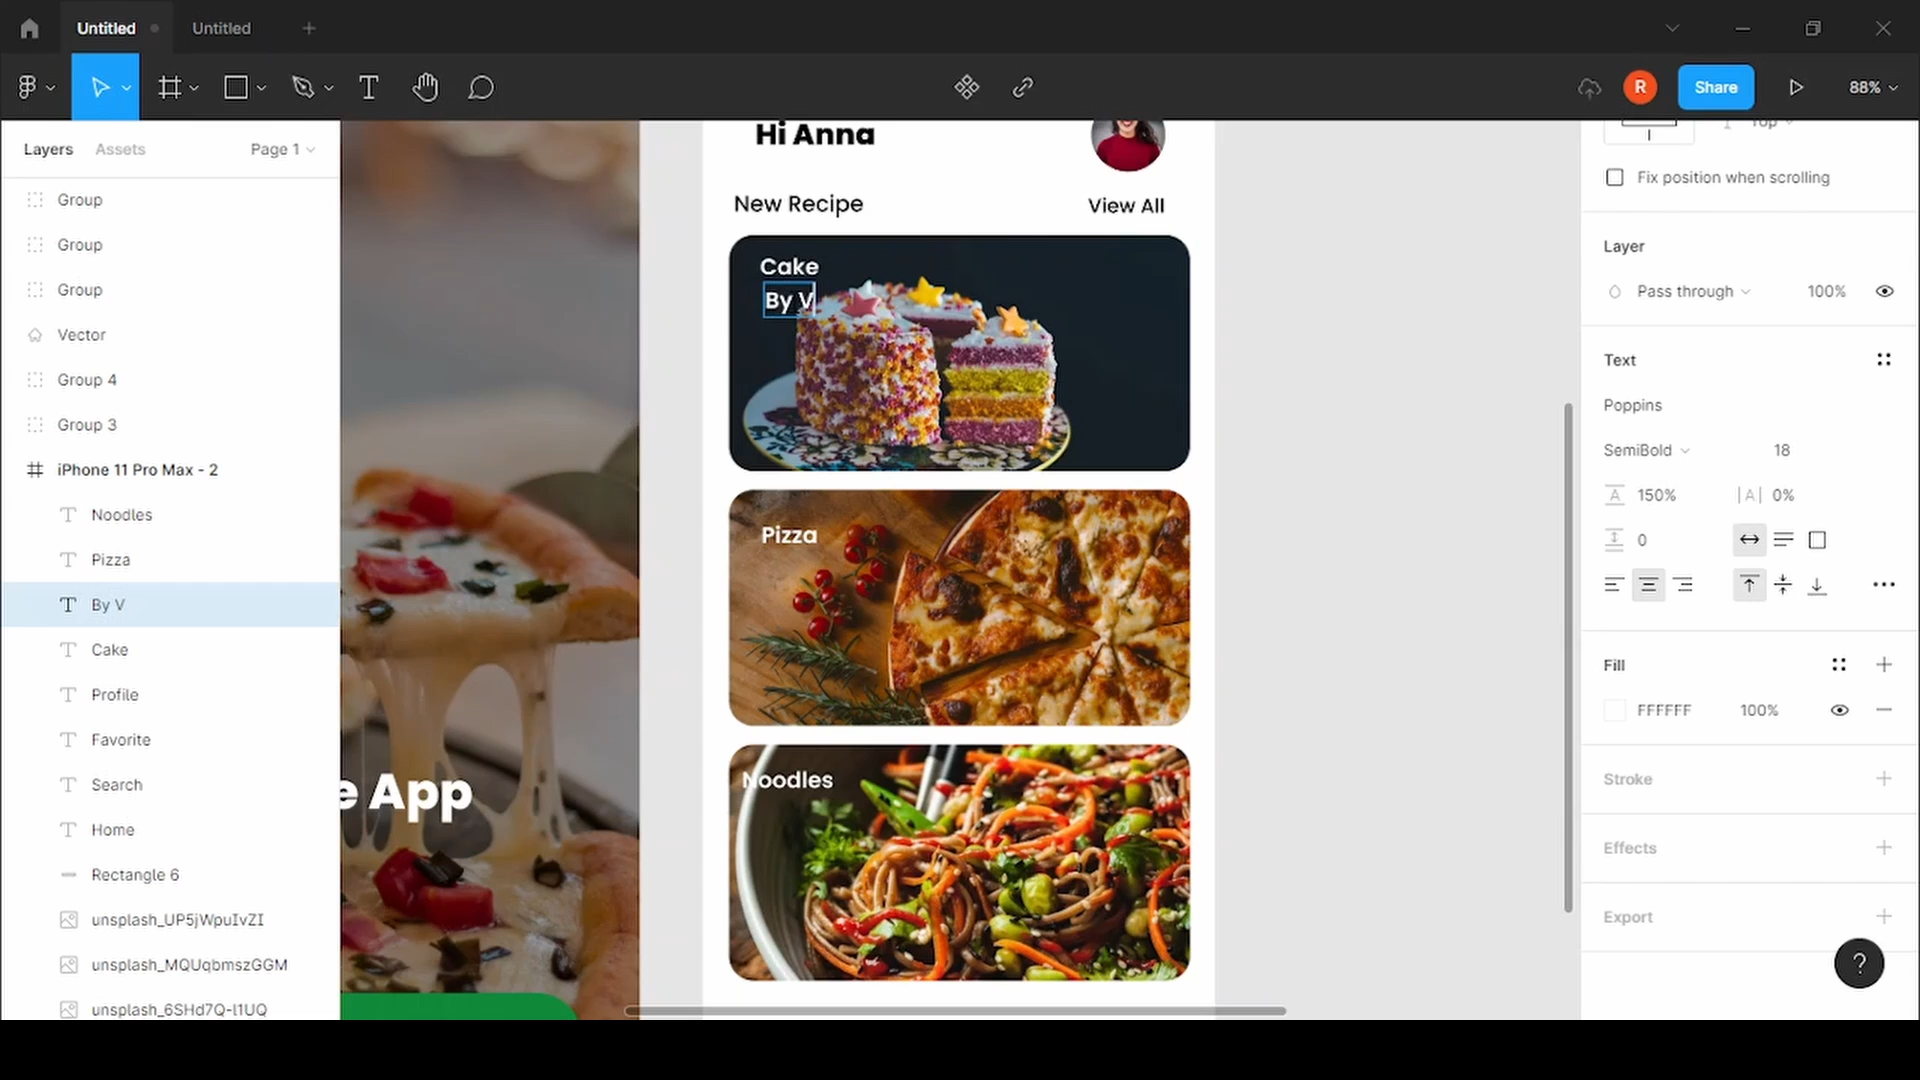 Untitled
Untitled
R
Share
88%
Layers
Assets
Page 1
Group
Group
Group
Vector
Group 4
Group 3
iPhone 11 Pro Max - 2
Noodles
Pizza
By V
Cake
Profile
Favorite
Search
Home
Rectangle 6
unsplash_UP5jWpuIvZI
unsplash_MQUqbmszGGM
unsplash_6SHd7Q-l1UQ
e App
Hi Anna
New Recipe
View All
Cake
By V
Pizza
Noodles
Top
Fix position when scrolling
Layer
Pass through
100%
Text
Poppins
SemiBold
18
150%
|A| 0%
0
Fill
FFFFFF
100%
Stroke
Effects
Export
?